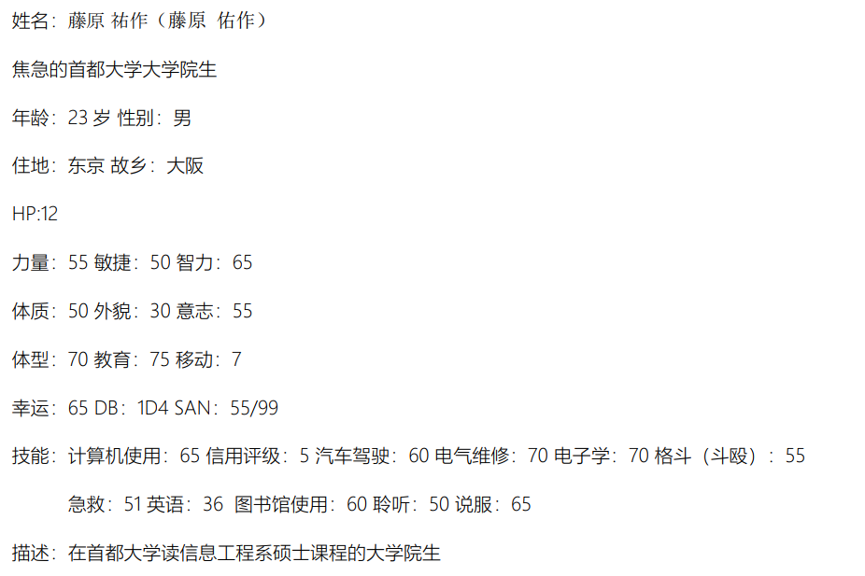 姓名：藤原 祐作（藤原 佑作）
焦急的首都大学大学院生
年龄：23 岁 性别：男
住地：东京 故乡：大阪
HP:12
力量：55 敏捷：50 智力：65
体质：50 外貌：30 意志：55
体型：70 教育：75 移动：7
幸运：65 DB：1D4 SAN：55/99
技能：计算机使用：65 信用评级：5 汽车驾驶：60 电气维修：70 电子学：70 格斗（斗殴）：55
急救：51 英语：36 图书馆使用：60 聆听：50 说服：65
描述：在首都大学读信息工程系硕士课程的大学院生